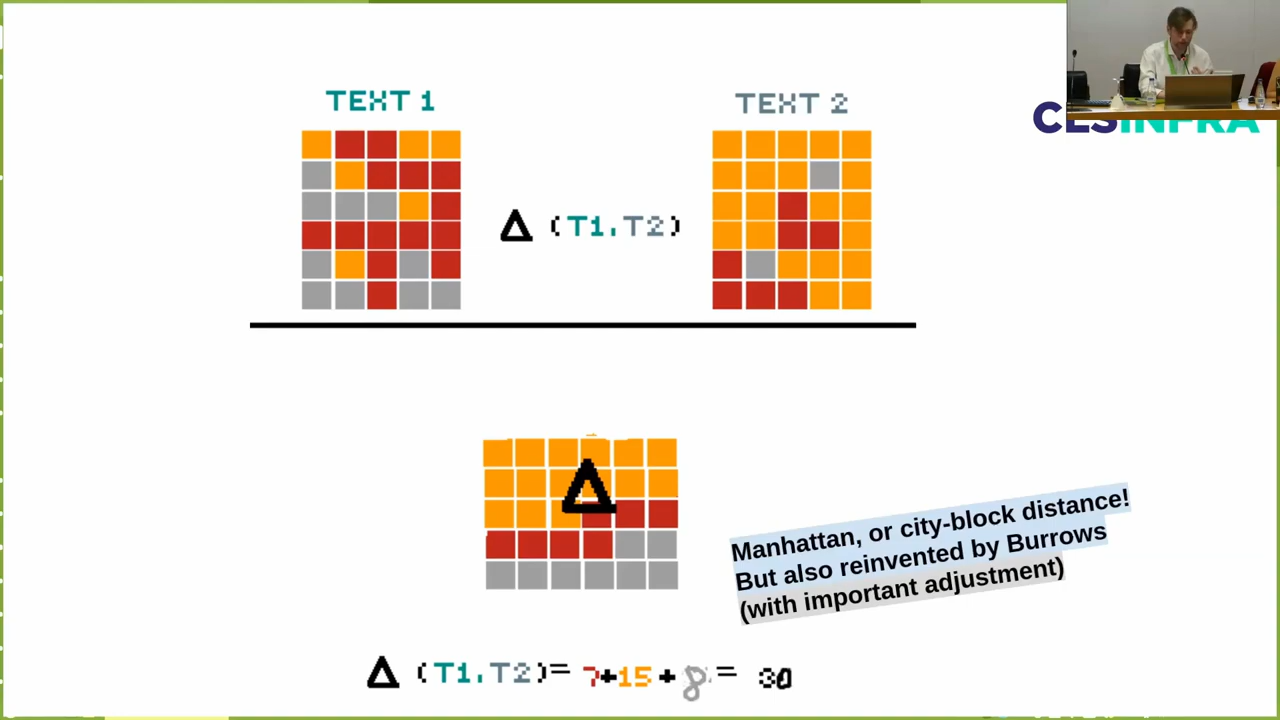 TEXT 1
TEXT 2
CLSINFRA
Δ (T1,T2)
Δ
Manhattan, or city-block distance!
But also reinvented by Burrows
(with important adjustment)
Δ (T1,T2)= 7+15 + 8 = 30